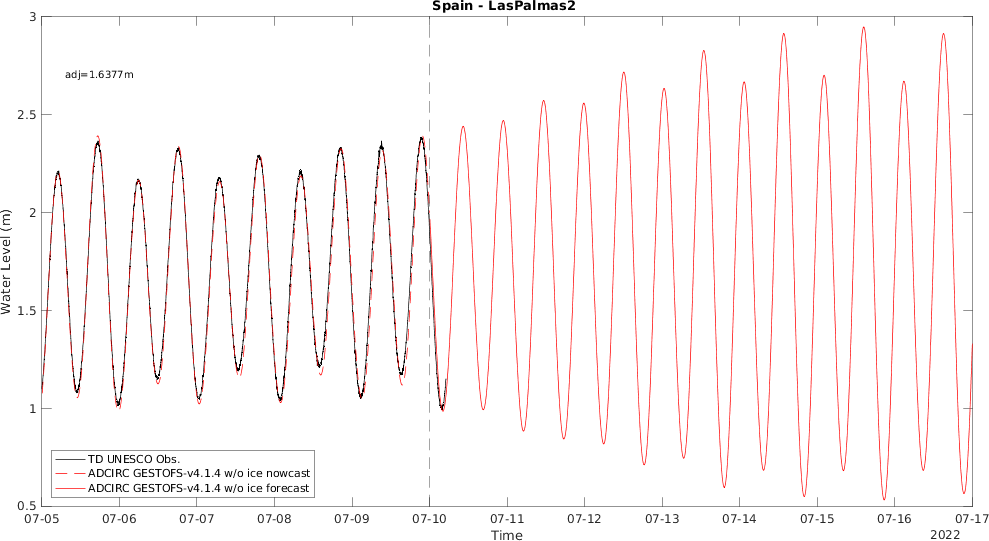 Spain - LasPalmas2
3
adj=1.6377m
2.5
2
Water Level (m)
1.5
1
TD UNESCO Obs.
ADCIRC GESTOFS-v4.1.4 w/o ice nowcast
ADCIRC GESTOFS-v4.1.4 w/o ice forecast
0.5
07-05 07-06 07-07 07-08 07-09 07-10 07-11 07-12 07-13 07-14 07-15 07-16 07-17
Time
2022